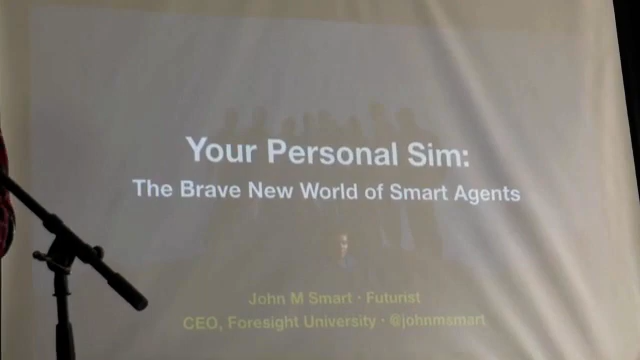 Your Personal Sim:
The Brave New World of Smart Agents
John M Smart · Futurist
CEO, Foresight University · @johnmsmart